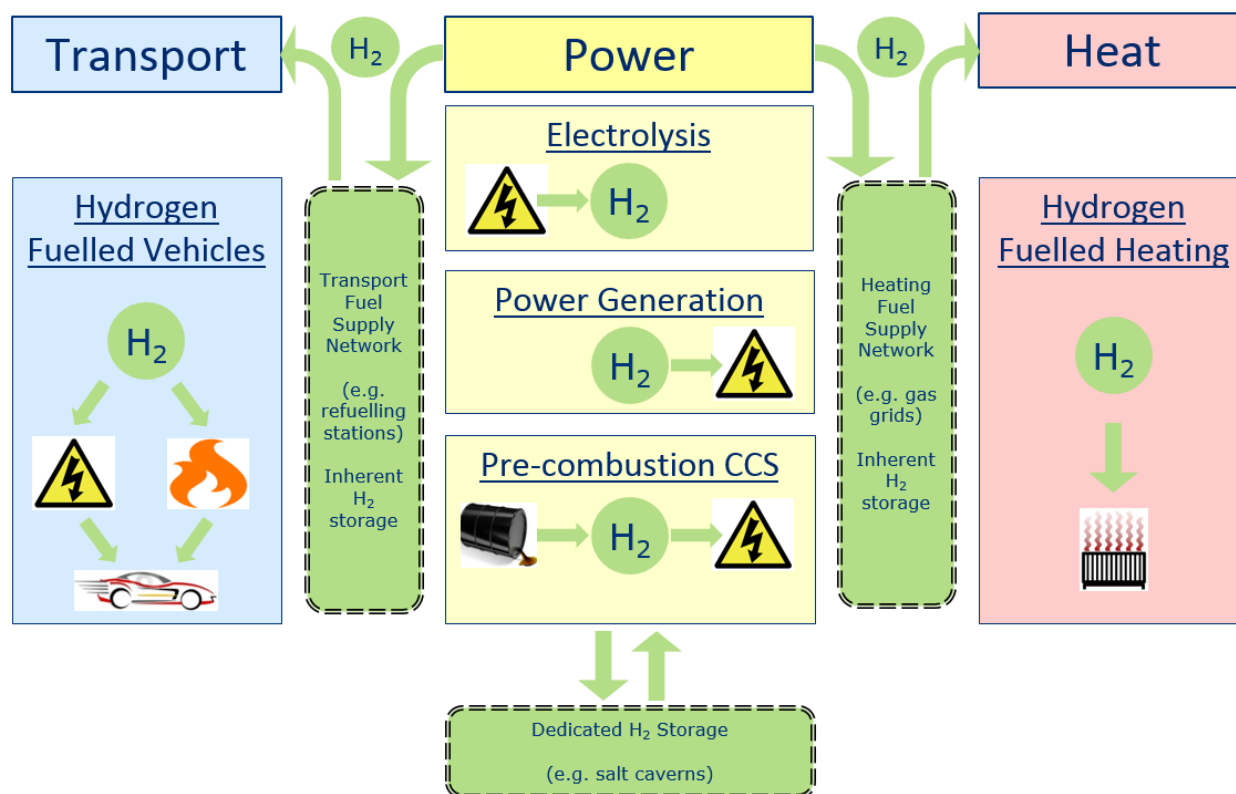 Transport
H₂
Power
H₂
Heat
Hydrogen
Fuelled Vehicles
H₂
Transport
Fuel
Supply
Network
(e.g.
refuelling
stations)
Inherent
H₂
storage
Electrolysis
H₂
Power Generation
H₂
Pre-combustion CCS
H₂
Heating
Fuel
Supply
Network
(e.g. gas
grids)
Inherent
H₂
storage
Hydrogen
Fuelled Heating
H₂
Dedicated H₂ Storage
(e.g. salt caverns)